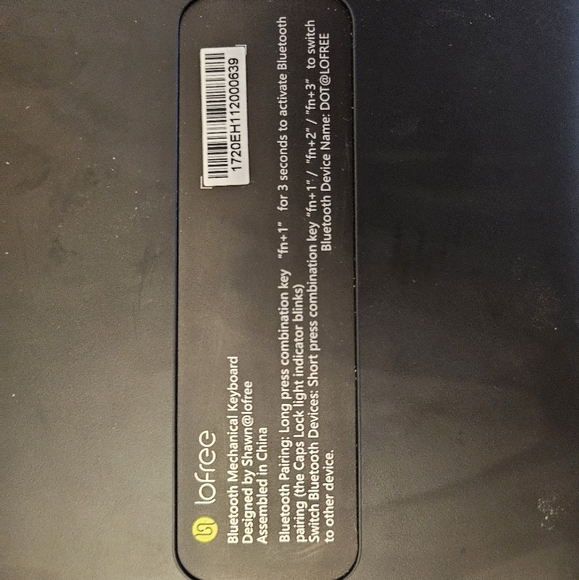 lofree
1720EH112000639
Bluetooth Mechanical Keyboard
Designed by Shawn@lofree
Assembled in China
Bluetooth Pairing: Long press combination key "fn+1" for 3 seconds to activate Bluetooth
pairing (the Caps Lock light indicator blinks)
Switch Bluetooth Devices: Short press combination key "fn+1" / "fn+2" / "fn+3" to switch
to other device.
Bluetooth Device Name: DOT@LOFREE